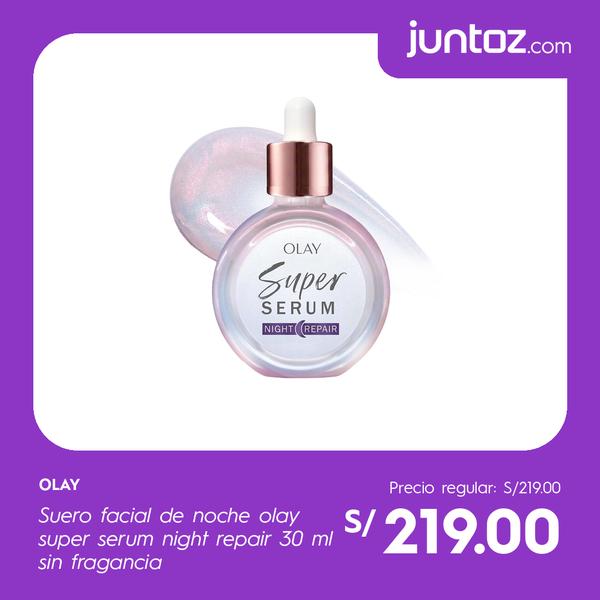 juntoz.com
OLAY
Super
SERUM
NIGHT REPAIR
OLAY
Suero facial de noche olay
super serum night repair 30 ml
sin fragancia
Precio regular: S/219.00
S/ 219.00